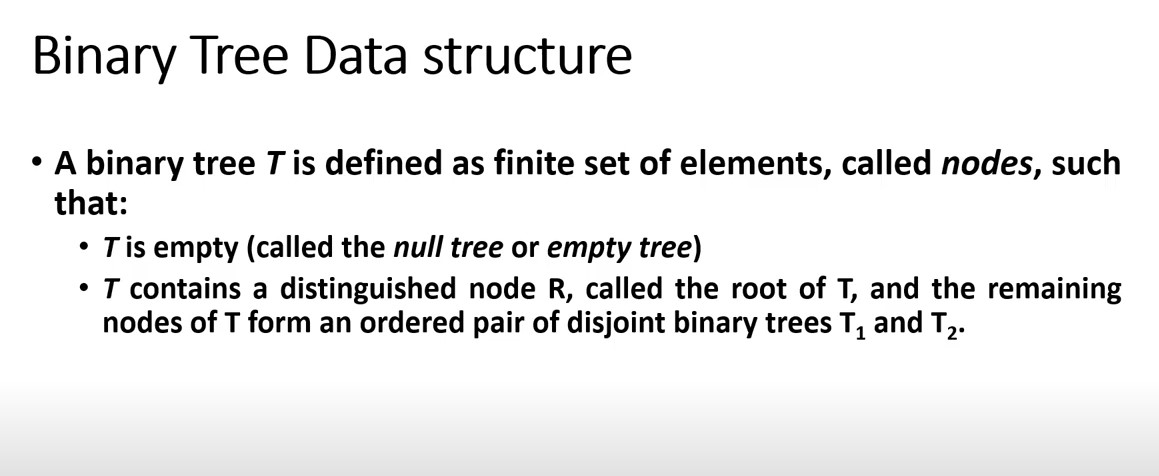 Binary Tree Data structure
• A binary tree T is defined as finite set of elements, called nodes, such
that:
• T is empty (called the null tree or empty tree)
• T contains a distinguished node R, called the root of T, and the remaining
nodes of T form an ordered pair of disjoint binary trees T₁ and T₂.